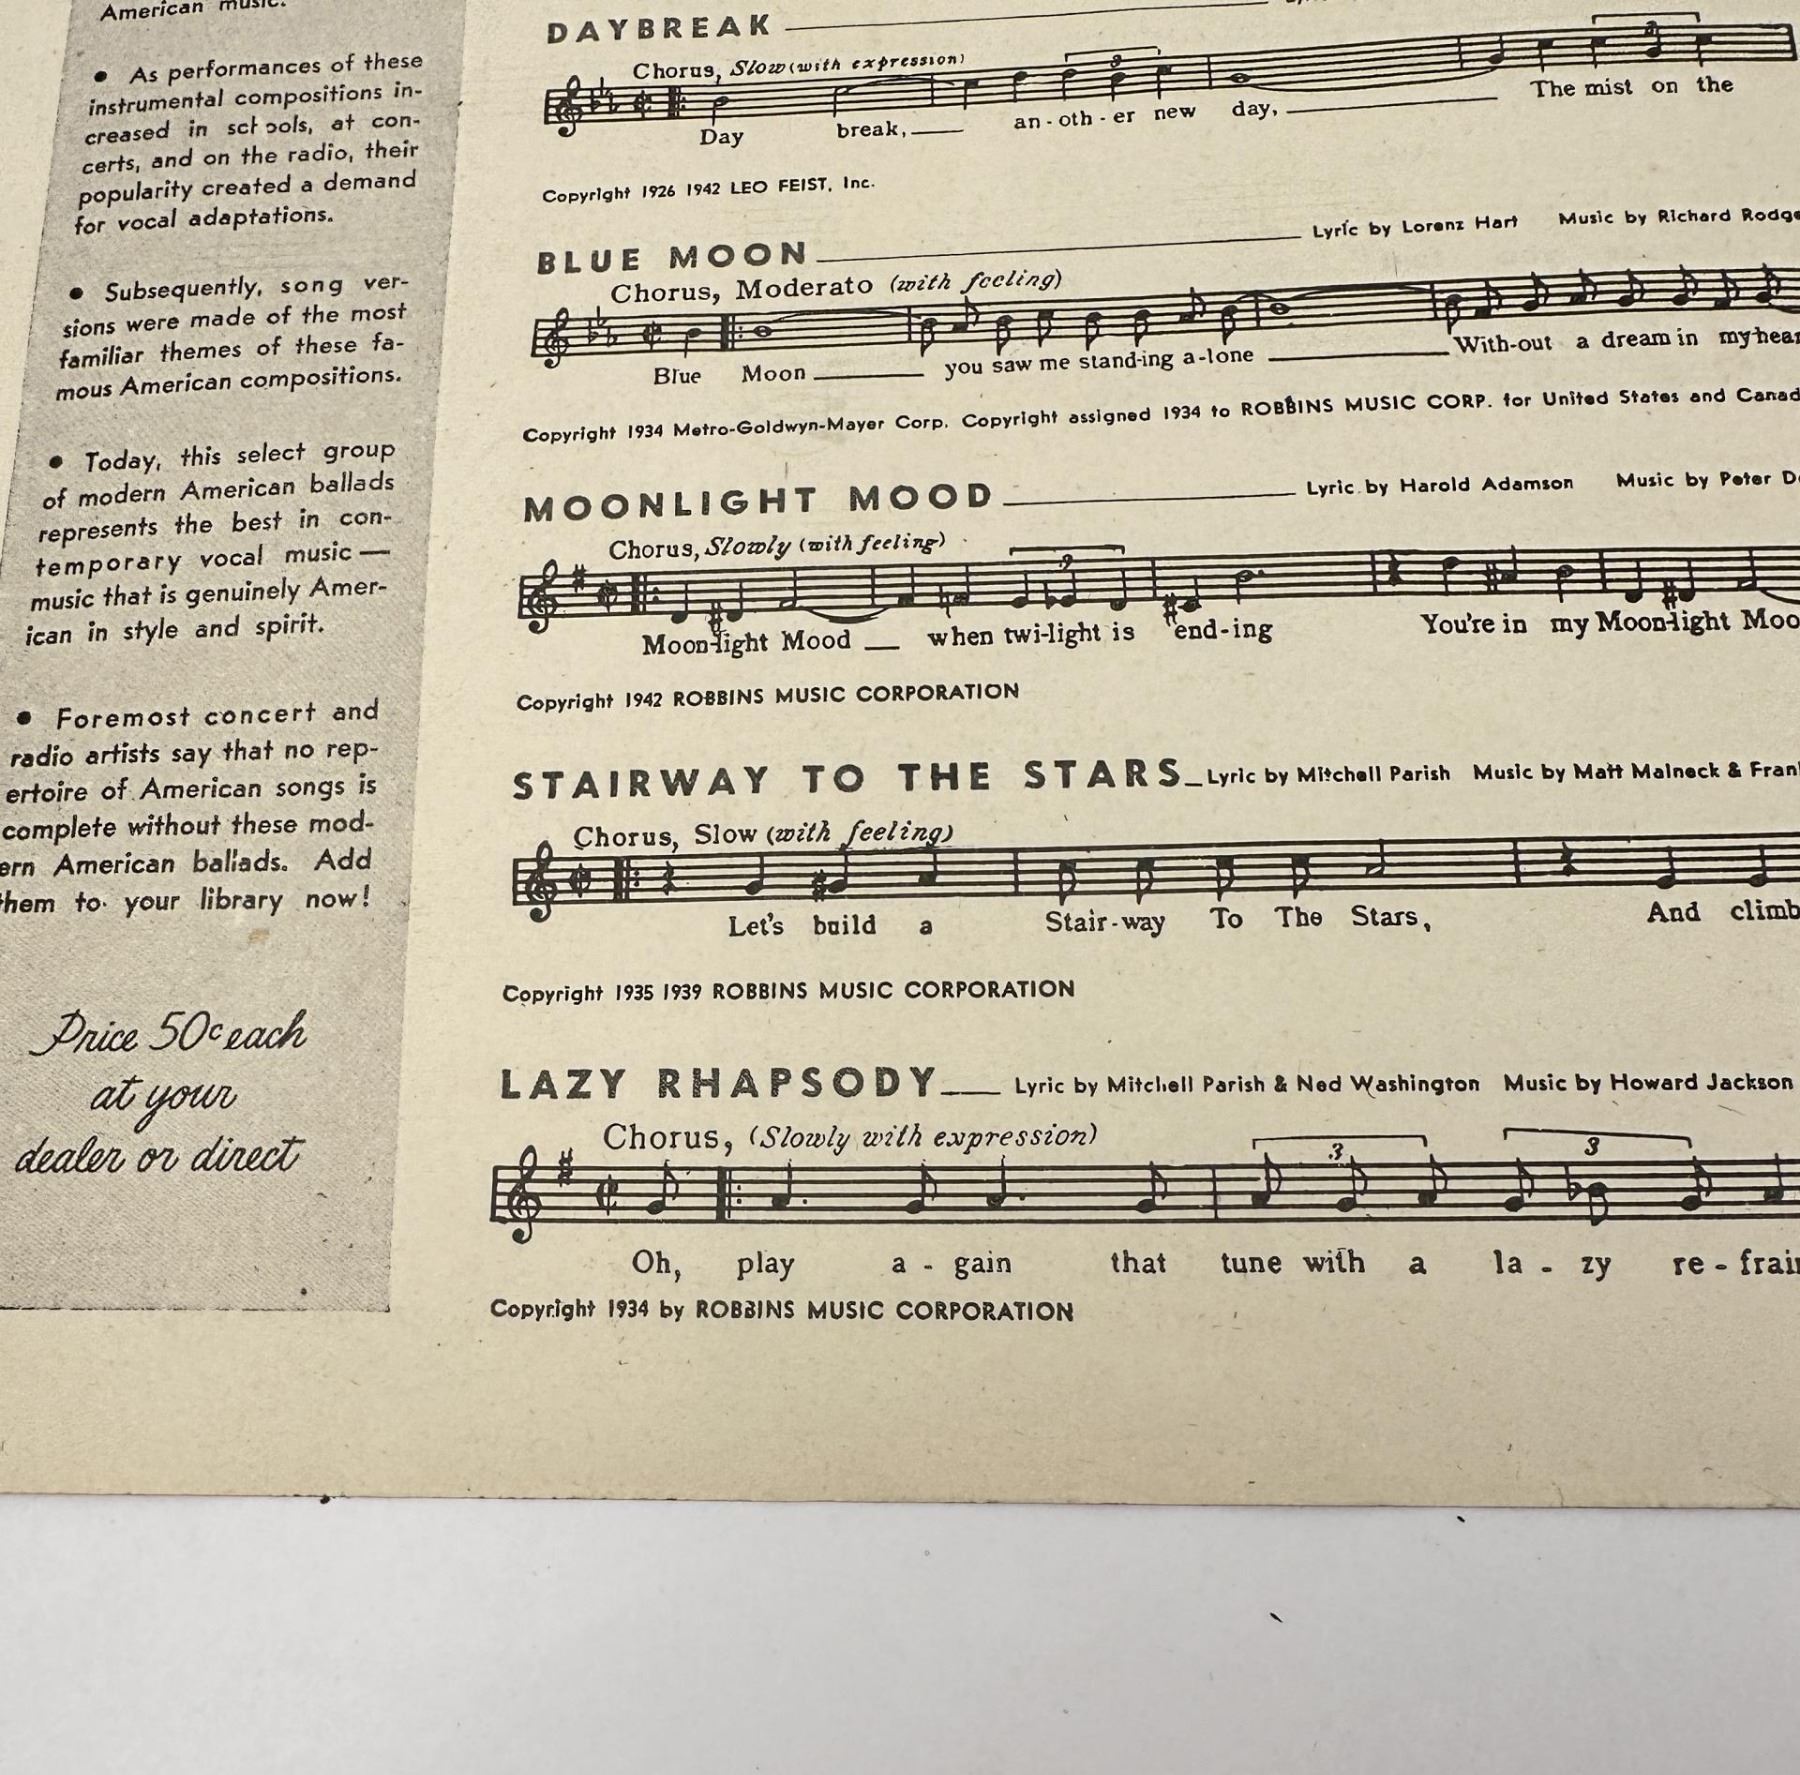 American music.
• As performances of these
instrumental compositions in-
creased in schools, at con-
certs, and on the radio, their
popularity created a demand
for vocal adaptations.
• Subsequently, song ver-
sions were made of the most
familiar themes of these fa-
mous American compositions.
• Today, this select group
of modern American ballads
represents the best in con-
temporary vocal music —
music that is genuinely Amer-
ican in style and spirit.
• Foremost concert and
radio artists say that no rep-
ertoire of American songs is
complete without these mod-
ern American ballads. Add
them to your library now!
Price 50c each
at your
dealer or direct
DAYBREAK
Chorus, Slow (with expression)
3
3
Day break, an-oth-er new day, The mist on the
Copyright 1926 1942 LEO FEIST, Inc.
BLUE MOON Lyric by Lorenz Hart Music by Richard Rodge
Chorus, Moderato (with feeling)
Blue Moon you saw me stand-ing a-lone With-out a dream in my hear
Copyright 1934 Metro-Goldwyn-Mayer Corp. Copyright assigned 1934 to ROBBINS MUSIC CORP. for United States and Canad
MOONLIGHT MOOD Lyric by Harold Adamson Music by Peter D
Chorus, Slowly (with feeling)
3
Moon-light Mood when twi-light is end-ing You're in my Moon-light Moo
Copyright 1942 ROBBINS MUSIC CORPORATION
STAIRWAY TO THE STARS Lyric by Mitchell Parish Music by Matt Malneck & Fran
Chorus, Slow (with feeling)
Let's build a Stair-way To The Stars, And climb
Copyright 1935 1939 ROBBINS MUSIC CORPORATION
LAZY RHAPSODY Lyric by Mitchell Parish & Ned Washington Music by Howard Jackson
Chorus, (Slowly with expression)
3 3
Oh, play a - gain that tune with a la - zy re - frain
Copyright 1934 by ROBBINS MUSIC CORPORATION